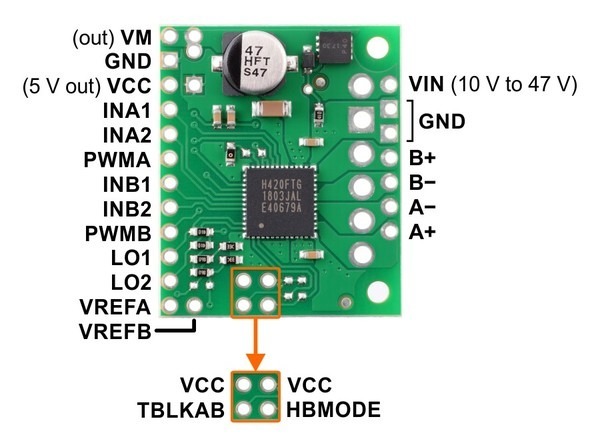 (out) VM
GND
(5 V out) VCC
INA1
INA2
PWMA
INB1
INB2
PWMB
LO1
LO2
VREFA
VREFB
47
HFT
S47
H420FTG
1803JAL
E40679A
VIN (10 V to 47 V)
GND
B+
B−
A−
A+
VCC VCC
TBLKAB HBMODE